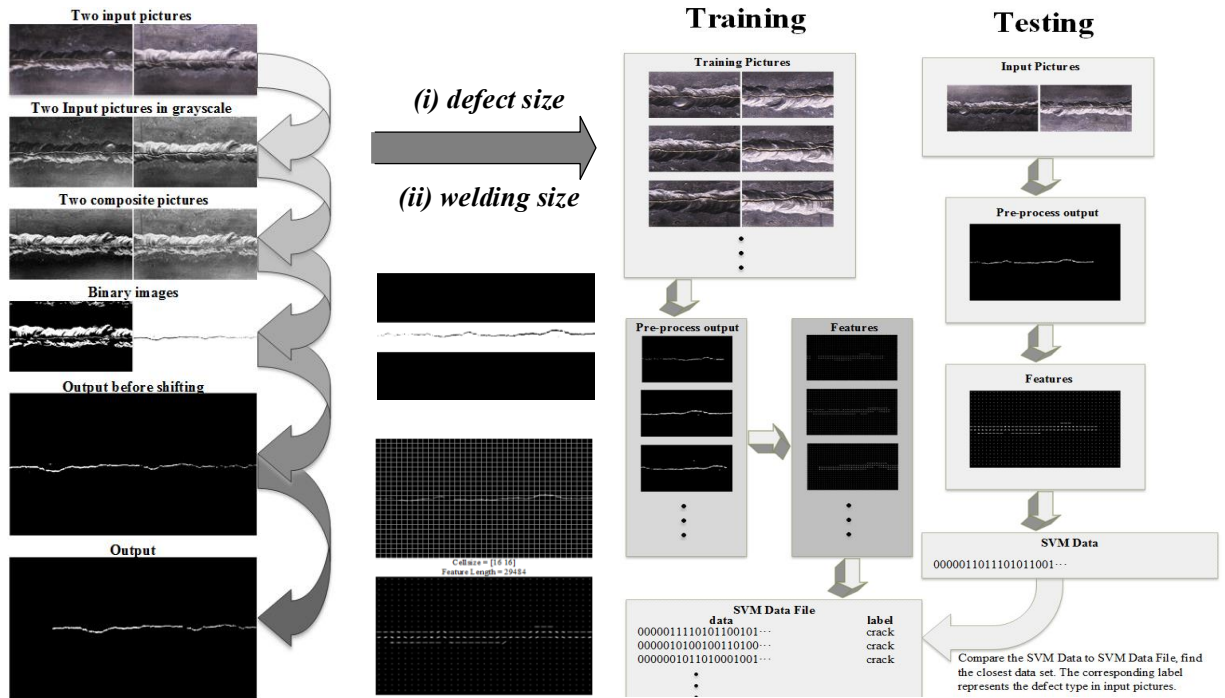 Two input pictures
Two Input pictures in grayscale
Two composite pictures
Binary images
Output before shifting
Output
(i) defect size
(ii) welding size
Cellsize = [16 16]
Feature Length = 29484
Training
Training Pictures
Pre-process output
Features
SVM Data File
data label
0000011110101100101··· crack
0000010100100110100··· crack
0000001011010001001··· crack
Testing
Input Pictures
Pre-process output
Features
SVM Data
0000011011101011001···
Compare the SVM Data to SVM Data File, find
the closest data set. The corresponding label
represents the defect type in input pictures.